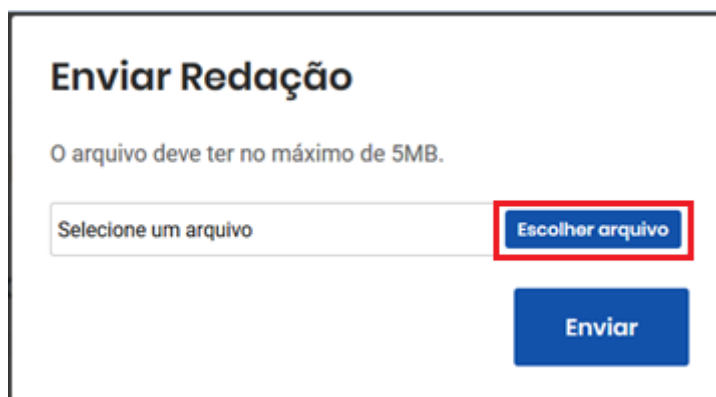 Enviar Redação
O arquivo deve ter no máximo de 5MB.
Selecione um arquivo
Escolher arquivo
Enviar